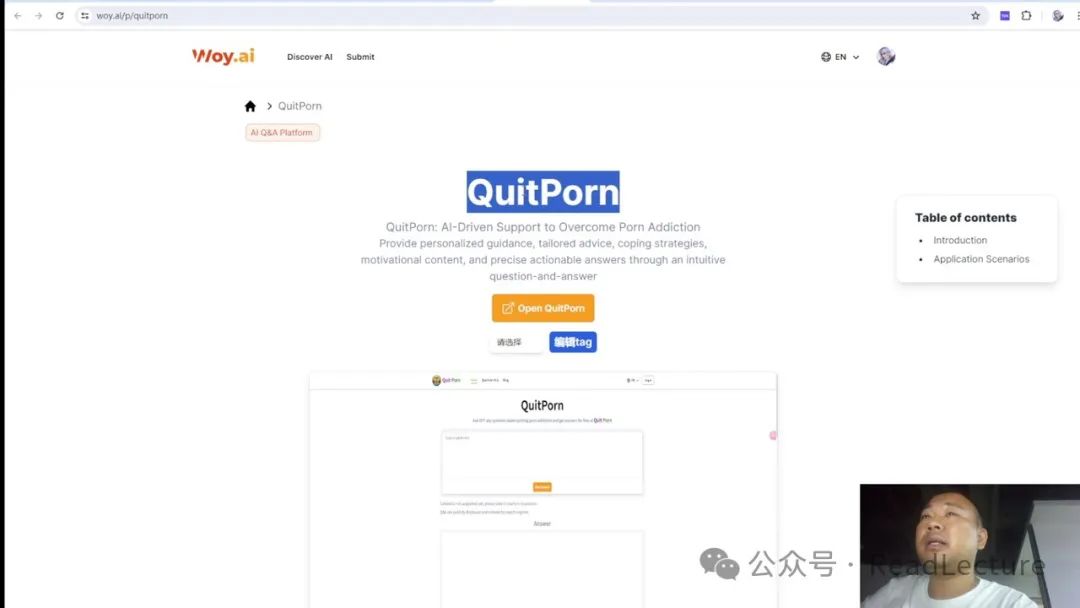 woy.ai/p/quitporn
Woy.ai
Discover AI
Submit
EN
QuitPorn
AI Q&A Platform
QuitPorn
QuitPorn: AI-Driven Support to Overcome Porn Addiction
Provide personalized guidance, tailored advice, coping strategies,
motivational content, and precise actionable answers through an intuitive
question-and-answer
Open QuitPorn
请选择
编辑tag
Table of contents
Introduction
Application Scenarios
Quit Porn
QuitPorn
Answer
公众号 · ReadLecture